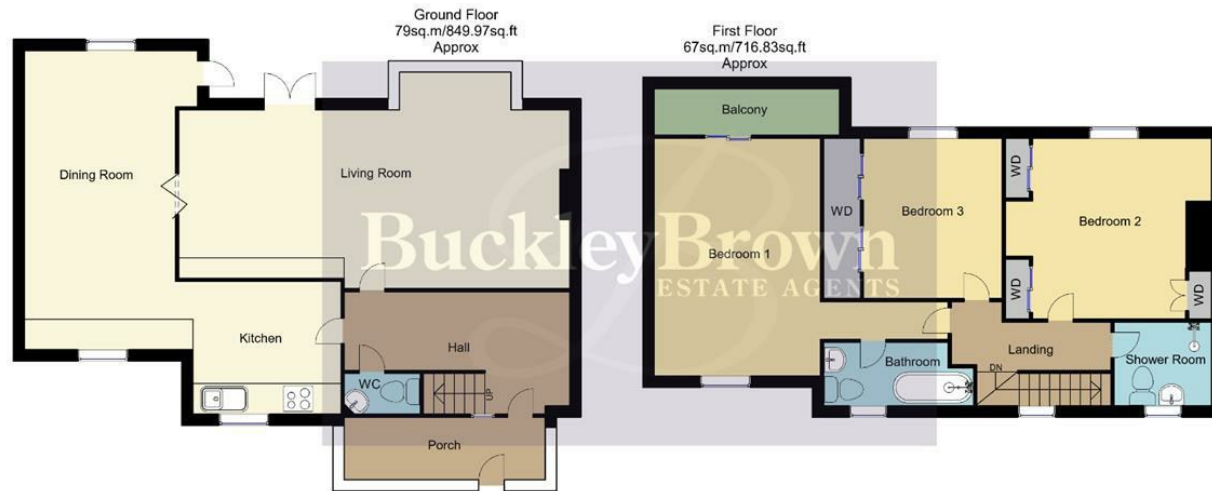 Ground Floor
79sq.m/849.97sq.ft
Approx
Dining Room
Living Room
Kitchen
Hall
WC
UP
Porch
First Floor
67sq.m/716.83sq.ft
Approx
Balcony
Bedroom 1
WD
Bedroom 3
WD
Bedroom 2
WD
WD
Landing
DN
Bathroom
Shower Room
BuckleyBrown
ESTATE AGENTS